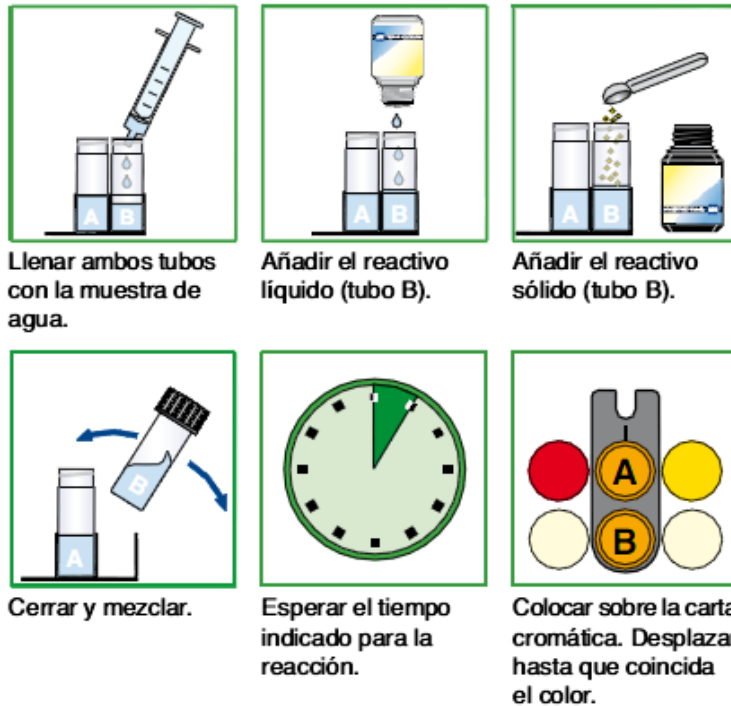 A B
Llenar ambos tubos
con la muestra de
agua.
A B
Añadir el reactivo
líquido (tubo B).
A B
Añadir el reactivo
sólido (tubo B).
B
A
Cerrar y mezclar.
Esperar el tiempo
indicado para la
reacción.
A
B
Colocar sobre la carta
cromática. Desplazar
hasta que coincida
el color.